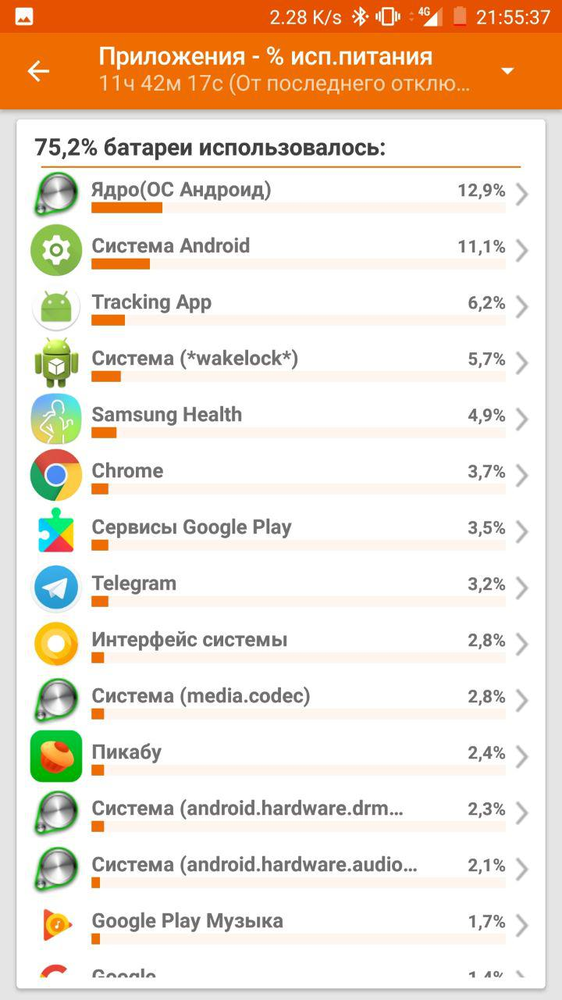 2.28 K/s 4G 21:55:37
Приложения - % исп.питания
11ч 42м 17с (От последнего отклю...
75,2% батареи использовалось:
Ядро(ОС Андроид) 12,9%
Система Android 11,1%
Tracking App 6,2%
Система (*wakelock*) 5,7%
Samsung Health 4,9%
Chrome 3,7%
Сервисы Google Play 3,5%
Telegram 3,2%
Интерфейс системы 2,8%
Система (media.codec) 2,8%
Пикабу 2,4%
Система (android.hardware.drm... 2,3%
Система (android.hardware.audio... 2,1%
Google Play Музыка 1,7%
Google 1,4%